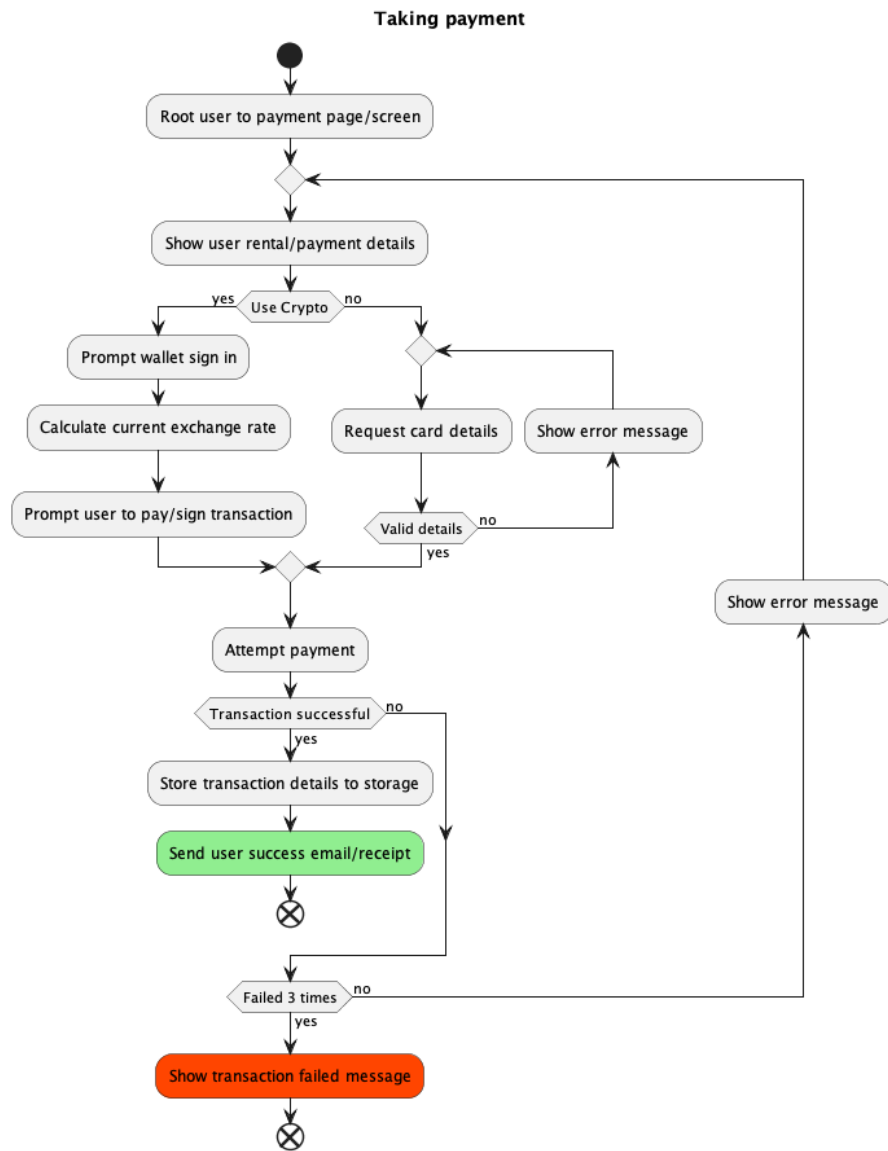 Taking payment
Root user to payment page/screen
Show user rental/payment details
yes
Use Crypto
no
Prompt wallet sign in
Calculate current exchange rate
Request card details
Show error message
Prompt user to pay/sign transaction
Valid details
no
yes
Show error message
Attempt payment
Transaction successful
no
yes
Store transaction details to storage
Send user success email/receipt
Failed 3 times
no
yes
Show transaction failed message